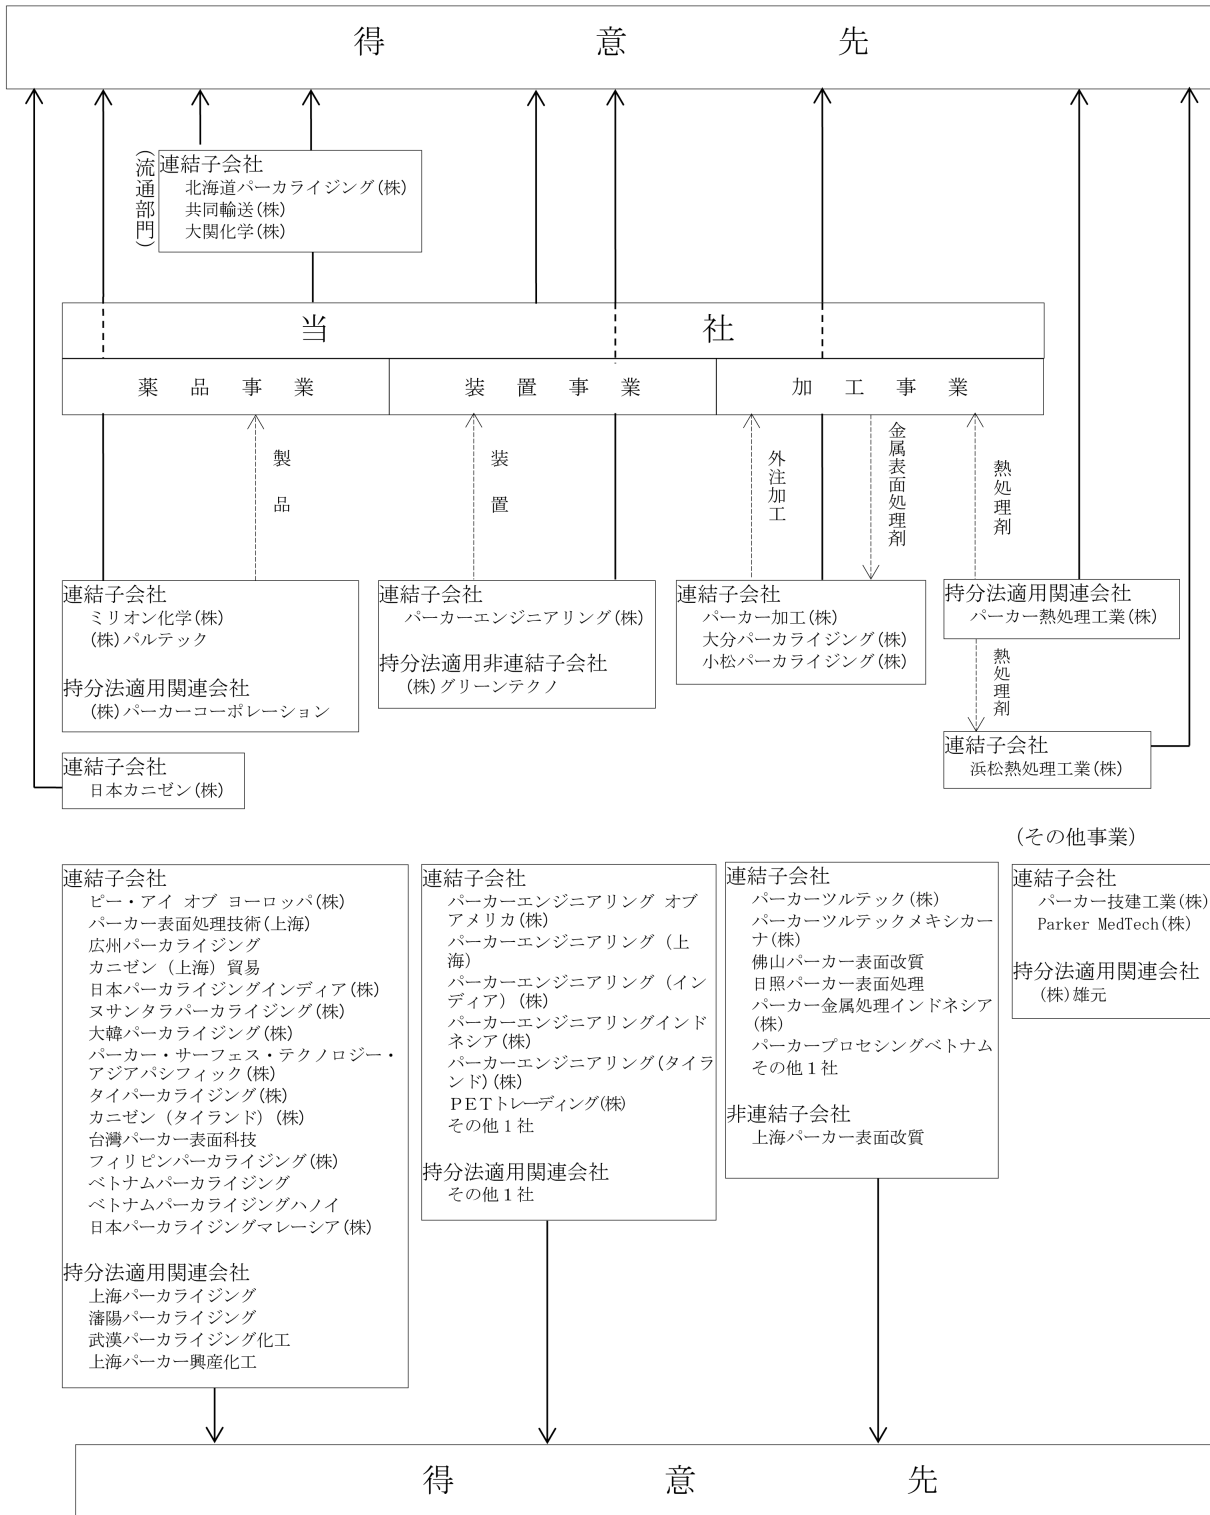 得意先
(流通部門)
連結子会社
北海道パーカライジング(株)
共同輸送(株)
大関化学(株)
当社
薬品事業
装置事業
加工事業
製品
装置
外注加工
金属表面処理剤
熱処理剤
連結子会社
ミリオン化学(株)
(株)パルテック
持分法適用関連会社
(株)パーカーコーポレーション
連結子会社
パーカーエンジニアリング(株)
持分法適用非連結子会社
(株)グリーンテクノ
連結子会社
パーカー加工(株)
大分パーカライジング(株)
小松パーカライジング(株)
持分法適用関連会社
パーカー熱処理工業(株)
熱処理剤
連結子会社
浜松熱処理工業(株)
連結子会社
日本カニゼン(株)
(その他事業)
連結子会社
ピー・アイ オブ ヨーロッパ(株)
パーカー表面処理技術(上海)
広州パーカライジング
カニゼン(上海)貿易
日本パーカライジングインディア(株)
ヌサンタラパーカライジング(株)
大韓パーカライジング(株)
パーカー・サーフェス・テクノロジー・
アジアパシフィック(株)
タイパーカライジング(株)
カニゼン(タイランド)(株)
台灣パーカー表面科技
フィリピンパーカライジング(株)
ベトナムパーカライジング
ベトナムパーカライジングハノイ
日本パーカライジングマレーシア(株)
持分法適用関連会社
上海パーカライジング
瀋陽パーカライジング
武漢パーカライジング化工
上海パーカー興産化工
連結子会社
パーカーエンジニアリング オブ
アメリカ(株)
パーカーエンジニアリング(上
海)
パーカーエンジニアリング(イン
ディア)(株)
パーカーエンジニアリングインド
ネシア(株)
パーカーエンジニアリング(タイラ
ンド)(株)
PETトレーディング(株)
その他1社
持分法適用関連会社
その他1社
連結子会社
パーカーツルテック(株)
パーカーツルテックメキシカー
ナ(株)
佛山パーカー表面改質
日照パーカー表面処理
パーカー金属処理インドネシア
(株)
パーカープロセシングベトナム
その他1社
非連結子会社
上海パーカー表面改質
連結子会社
パーカー技建工業(株)
Parker MedTech(株)
持分法適用関連会社
(株)雄元
得意先